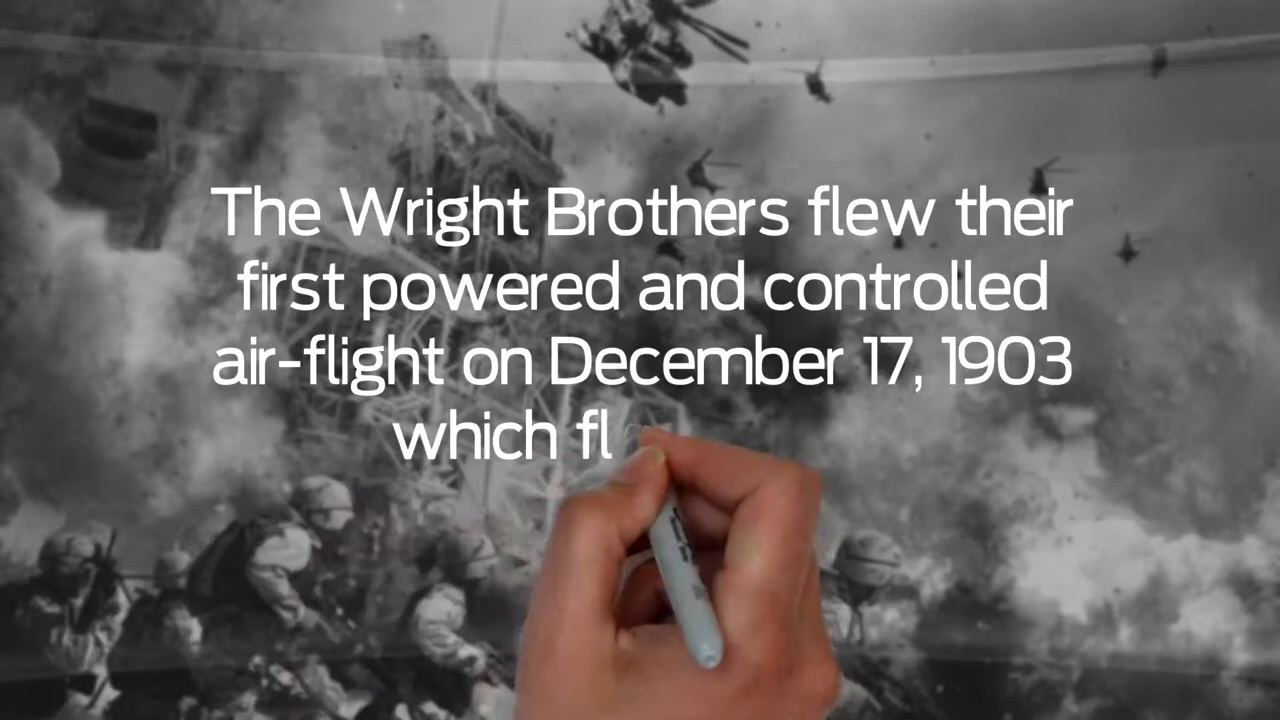 The Wright Brothers flew their
first powered and controlled
air-flight on December 17, 1903
which fl